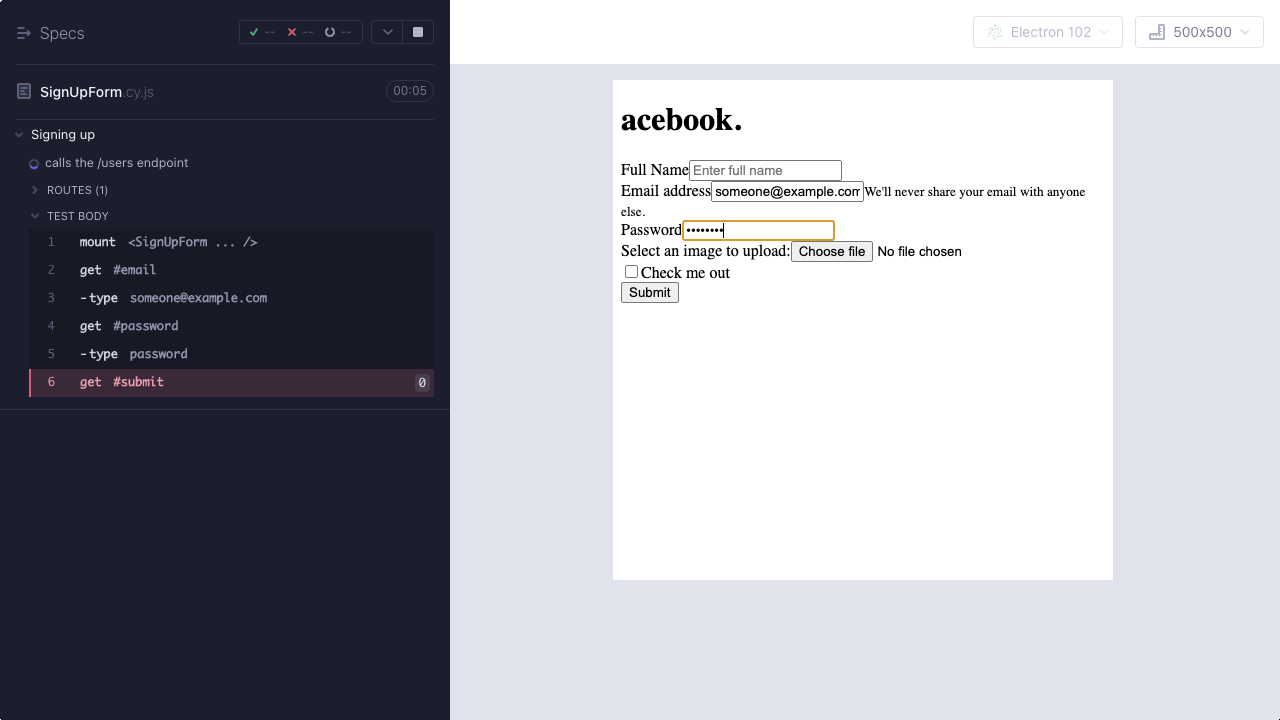 Specs
-- -- --
Electron 102
500x500
SignUpForm.cy.js
00:05
Signing up
calls the /users endpoint
ROUTES (1)
TEST BODY
1 mount <SignUpForm ... />
2 get #email
3 -type someone@example.com
4 get #password
5 -type password
6 get #submit 0
acebook.
Full Name Enter full name
Email address someone@example.com We'll never share your email with anyone
else.
Password ••••••••
Select an image to upload: Choose file No file chosen
Check me out
Submit